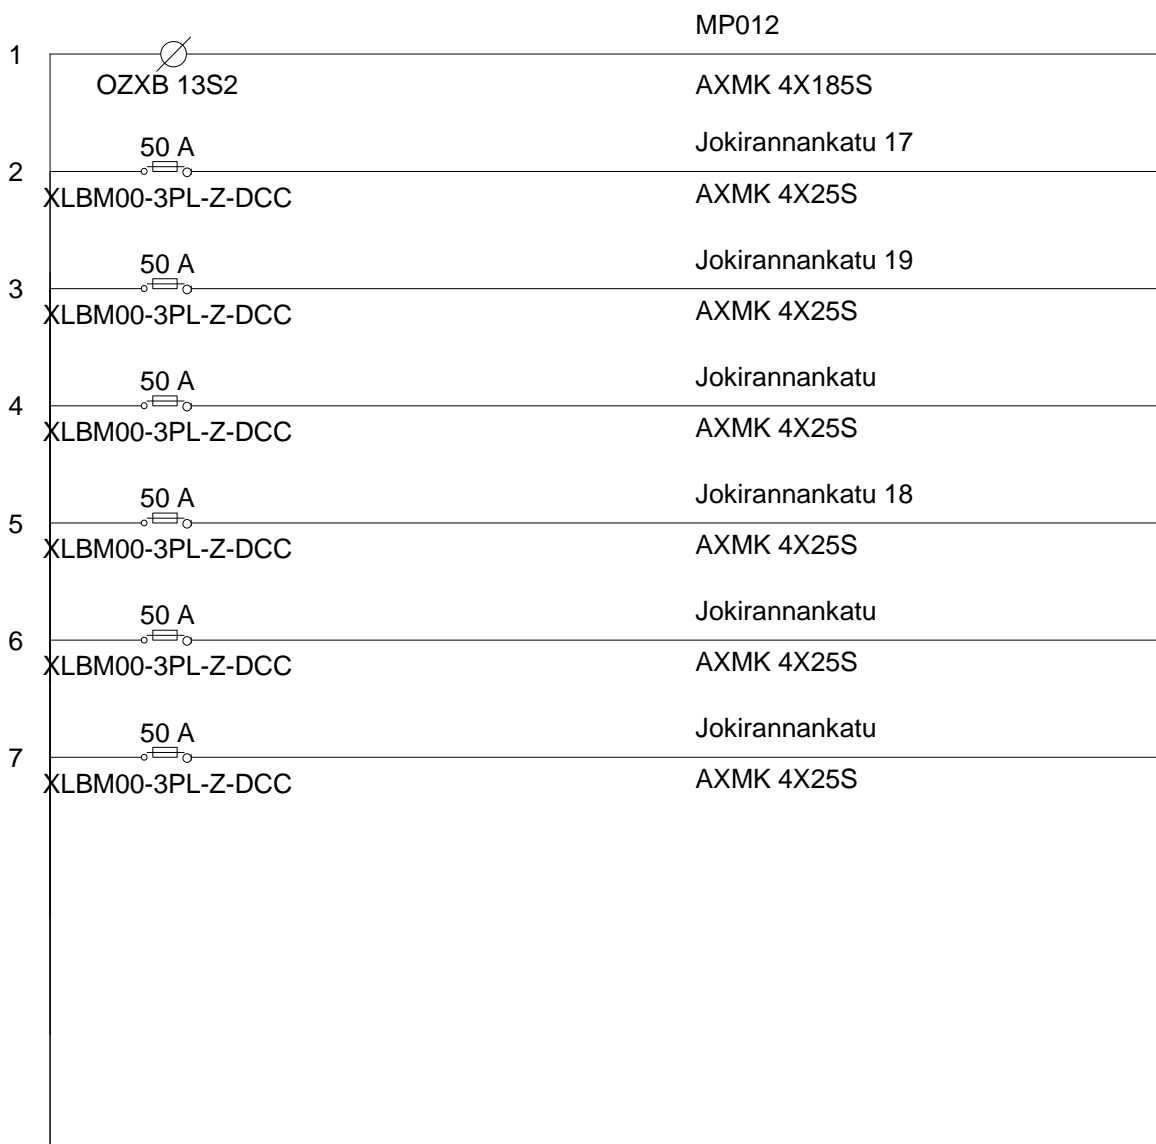 MP012
1
OZXB 13S2
AXMK 4X185S
50 A
Jokirannankatu 17
2
XLBM00-3PL-Z-DCC
AXMK 4X25S
50 A
Jokirannankatu 19
3
XLBM00-3PL-Z-DCC
AXMK 4X25S
50 A
Jokirannankatu
4
XLBM00-3PL-Z-DCC
AXMK 4X25S
50 A
Jokirannankatu 18
5
XLBM00-3PL-Z-DCC
AXMK 4X25S
50 A
Jokirannankatu
6
XLBM00-3PL-Z-DCC
AXMK 4X25S
50 A
Jokirannankatu
7
XLBM00-3PL-Z-DCC
AXMK 4X25S